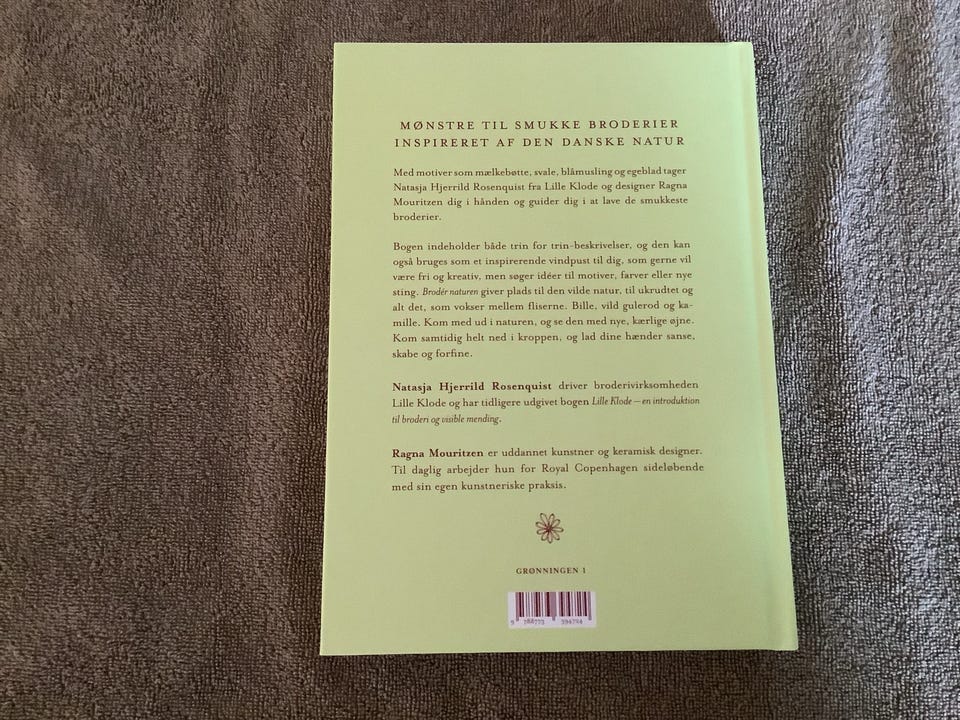 MØNSTRE TIL SMUKKE BRODERIER
INSPIRERET AF DEN DANSKE NATUR
Med motiver som mælkebøtte, svale, blåmusling og egeblad tager
Natasja Hjerrild Rosenquist fra Lille Klode og designer Ragna
Mouritzen dig i hånden og guider dig i at lave de smukkeste
broderier.
Bogen indeholder både trin for trin-beskrivelser, og den kan
også bruges som et inspirerende vindpust til dig, som gerne vil
være fri og kreativ, men søger idéer til motiver, farver eller nye
sting. Brodér naturen giver plads til den vilde natur, til ukrudtet og
alt det, som vokser mellem fliserne. Bille, vild gulerod og ka-
mille. Kom med ud i naturen, og se den med nye, kærlige øjne.
Kom samtidig helt ned i kroppen, og lad dine hænder sanse,
skabe og forfine.
Natasja Hjerrild Rosenquist driver broderivirksomheden
Lille Klode og har tidligere udgivet bogen Lille Klode – en introduktion
til broderi og visible mending.
Ragna Mouritzen er uddannet kunstner og keramisk designer.
Til daglig arbejder hun for Royal Copenhagen sideløbende
med sin egen kunstneriske praksis.
GRØNNINGEN 1